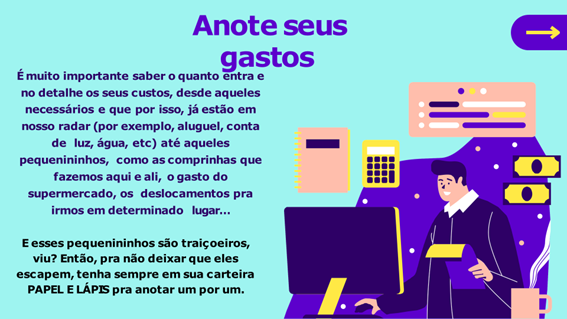 Anote seus
gastos
É muito importante saber o quanto entra e
no detalhe os seus custos, desde aqueles
necessários e que por isso, já estão em
nosso radar (por exemplo, aluguel, conta
de luz, água, etc) até aqueles
pequenininhos, como as comprinhas que
fazemos aqui e ali, o gasto do
supermercado, os deslocamentos pra
irmos em determinado lugar...
E esses pequenininhos são traiçoeiros,
viu? Então, pra não deixar que eles
escapem, tenha sempre em sua carteira
PAPEL E LÁPIS pra anotar um por um.